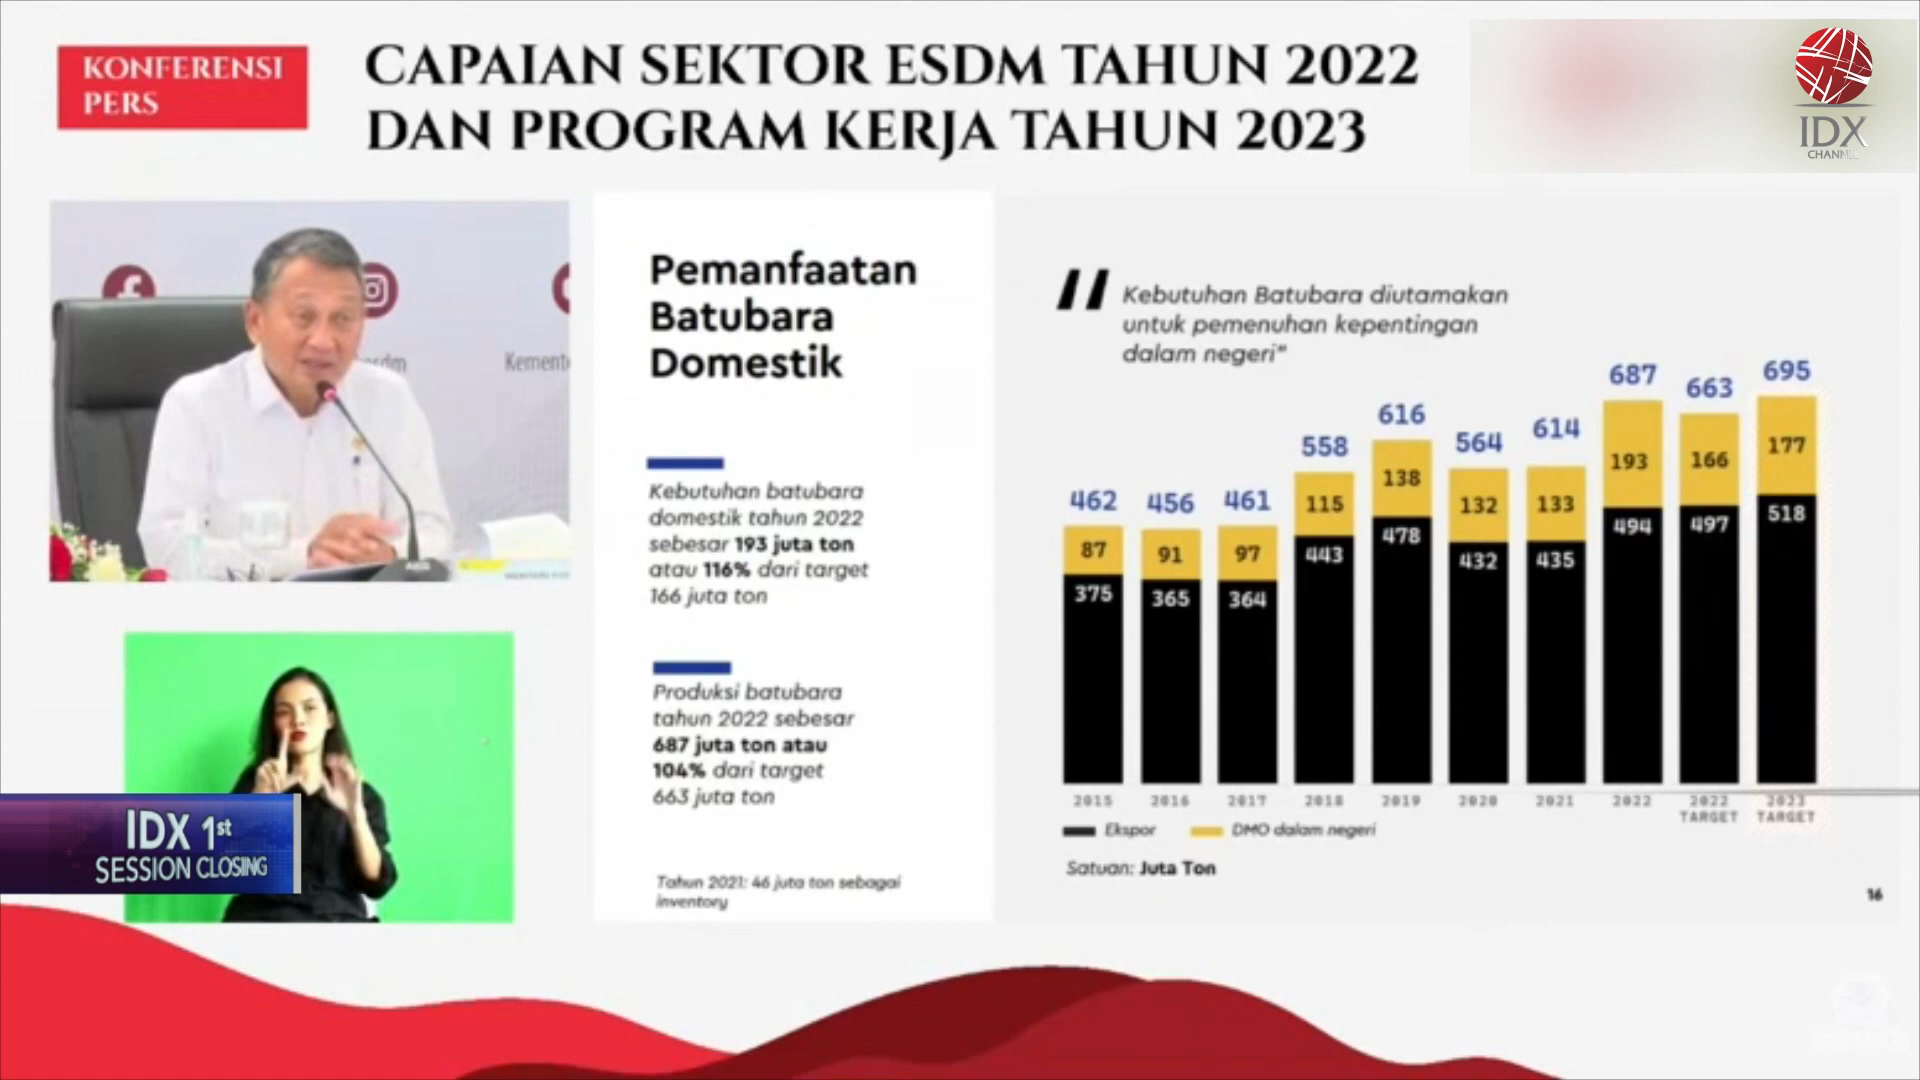 KONFERENSI
PERS
CAPAIAN SEKTOR ESDM TAHUN 2022
DAN PROGRAM KERJA TAHUN 2023
IDX
CHANNEL
Pemanfaatan
Batubara
Domestik
Kebutuhan batubara
domestik tahun 2022
sebesar 193 juta ton
atau 116% dari target
166 juta ton
Produksi batubara
tahun 2022 sebesar
687 juta ton atau
104% dari target
663 juta ton
Tahun 2021: 46 juta ton sebagai
inventory
Kebutuhan Batubara diutamakan
untuk pemenuhan kepentingan
dalam negeri"
462 456 461 558 616 564 614 687 663 695
87 91 97 115 138 132 133 193 166 177
375 365 364 443 478 432 435 494 497 518
2015 2016 2017 2018 2019 2020 2021 2022 2022 TARGET 2023 TARGET
Ekspor DMO dalam negeri
Satuan: Juta Ton
16
esdm
Kemente
IDX 1st
SESSION CLOSING